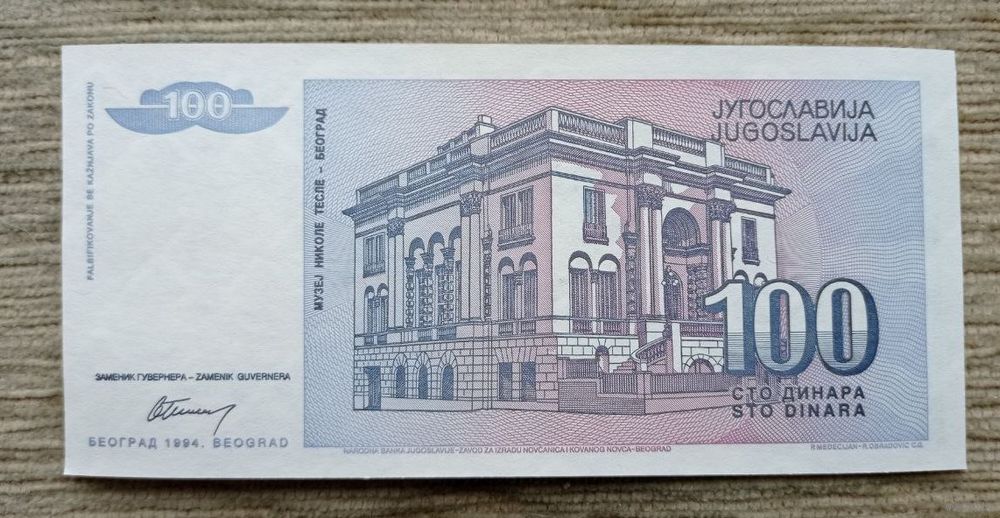 FALSIFIKOVANJE SE KAŽNJAVA PO ZAKONU
100
МУЗЕЈ НИКОЛЕ ТЕСЛЕ – БЕОГРАД
ЈУГОСЛАВИЈА
JUGOSLAVIJA
100
СТО ДИНАРА
STO DINARA
ЗАМЕНИК ГУВЕРНЕРА – ZAMENIK GUVERNERA
БЕОГРАД 1994. BEOGRAD
NARODNA BANKA JUGOSLAVIJE–ZAVOD ZA IZRADU NOVČANICA I KOVANOG NOVCA–BEOGRAD